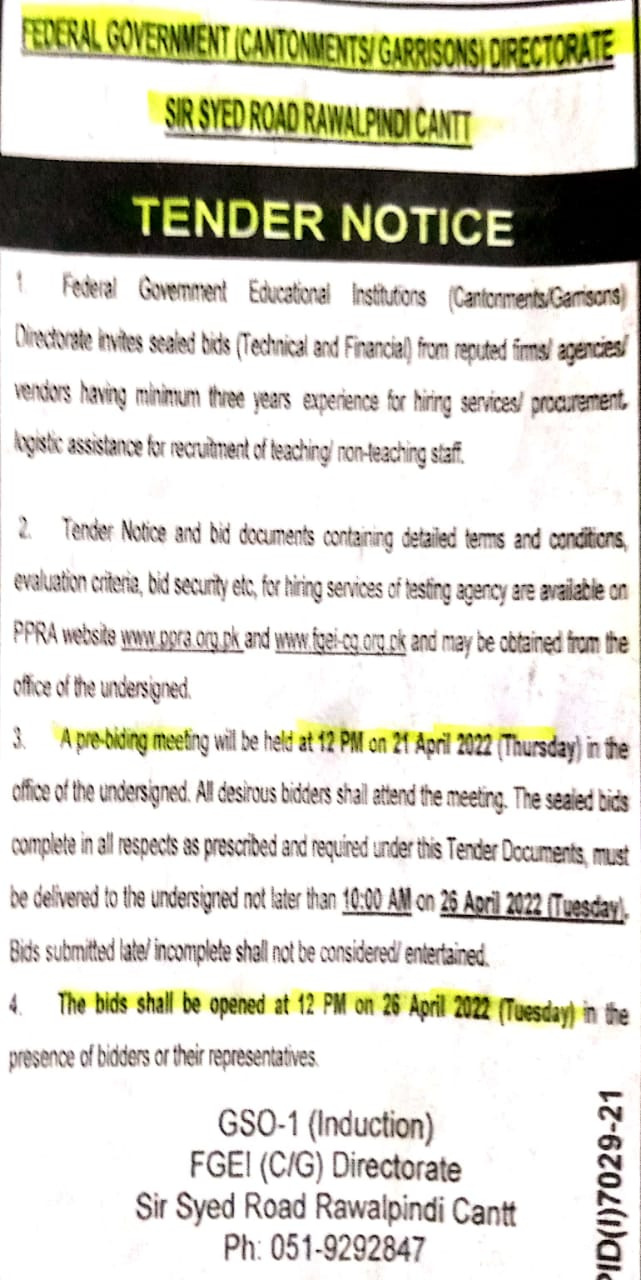 FEDERAL GOVERNMENT (CANTONMENTS/ GARRISONS) DIRECTORATE
SIR SYED ROAD RAWALPINDI CANTT
TENDER NOTICE
1. Federal Government Educational Institutions (Cantonments/Garrisons)
Directorate invites sealed bids (Technical and Financial) from reputed firms/ agencies/
vendors having minimum three years experience for hiring services/ procurement,
logistic assistance for recruitment of teaching/ non-teaching staff.
2. Tender Notice and bid documents containing detailed terms and conditions,
evaluation criteria, bid security etc, for hiring services of testing agency are available on
PPRA website www.ppra.org.pk and www.fgei-cg.org.pk and may be obtained from the
office of the undersigned.
3. A pre-biding meeting will be held at 12 PM on 21 April 2022 (Thursday) in the
office of the undersigned. All desirous bidders shall attend the meeting. The sealed bids
complete in all respects as prescribed and required under this Tender Documents, must
be delivered to the undersigned not later than 10:00 AM on 26 April 2022 (Tuesday).
Bids submitted late/ incomplete shall not be considered/ entertained.
4. The bids shall be opened at 12 PM on 26 April 2022 (Tuesday) in the
presence of bidders or their representatives.
GSO-1 (Induction)
FGEI (C/G) Directorate
Sir Syed Road Rawalpindi Cantt
Ph: 051-9292847
PID(I)7029-21